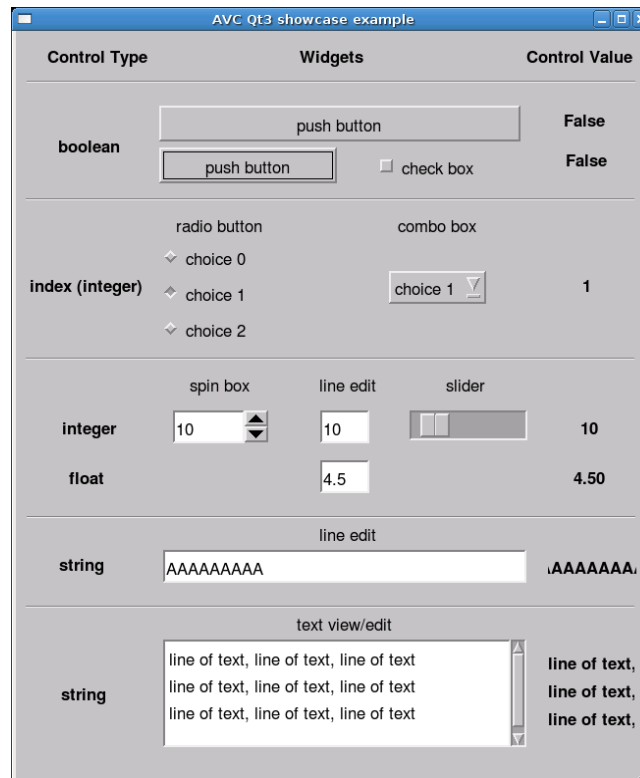 AVC Qt3 showcase example
Control Type Widgets Control Value
boolean push button False
push button check box False
radio button combo box
choice 0
index (integer) choice 1 choice 1 1
choice 2
spin box line edit slider
integer 10 10 10
float 4.5 4.50
line edit
string AAAAAAAAA AAAAAAA
text view/edit
line of text, line of text, line of text line of text,
string line of text, line of text, line of text line of text,
line of text, line of text, line of text line of text,